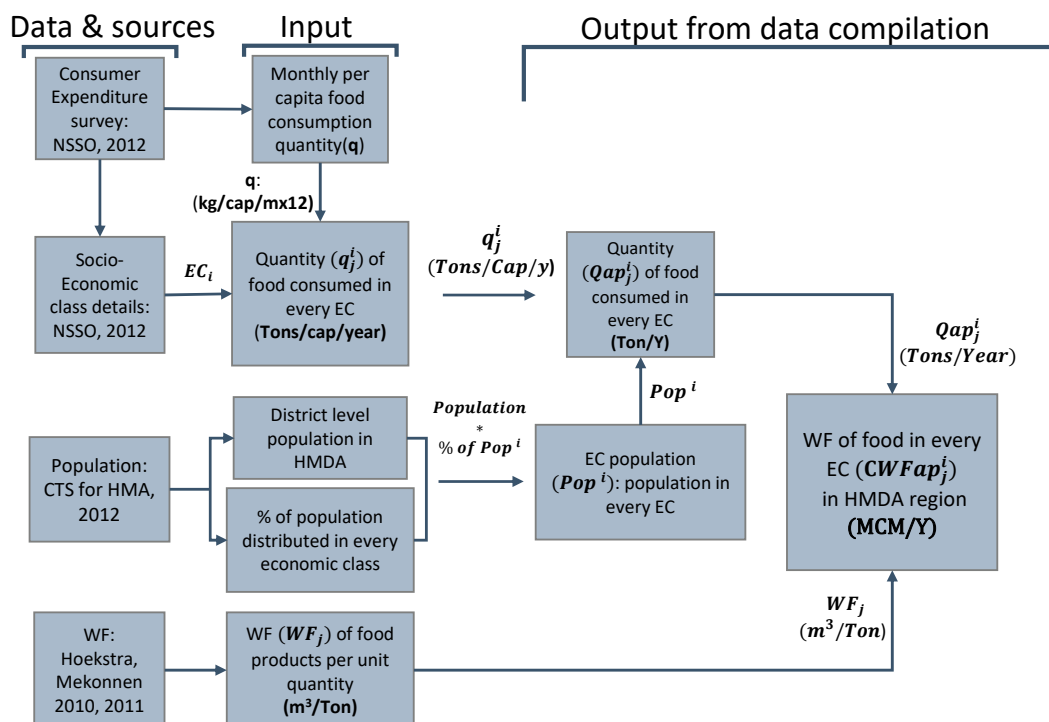 Data & sources
Input
Output from data compilation
Consumer
Expenditure
survey:
NSSO, 2012
Monthly per
capita food
consumption
quantity(q)
q:
(kg/cap/mx12)
Socio-
Economic
class details:
NSSO, 2012
EC_i
Quantity (q_j^i) of
food consumed in
every EC
(Tons/cap/year)
q_j^i
(Tons/Cap/y)
Quantity
(Qap_j^i) of food
consumed in
every EC
(Ton/Y)
Qap_j^i
(Tons/Year)
Pop^i
Population:
CTS for HMA,
2012
District level
population in
HMDA
% of population
distributed in every
economic class
Population
*
% of Pop^i
EC population
(Pop^i): population in
every EC
WF of food in every
EC (CWFap_j^i)
in HMDA region
(MCM/Y)
WF:
Hoekstra,
Mekonnen
2010, 2011
WF (WF_j) of food
products per unit
quantity
(m³/Ton)
WF_j
(m³/Ton)